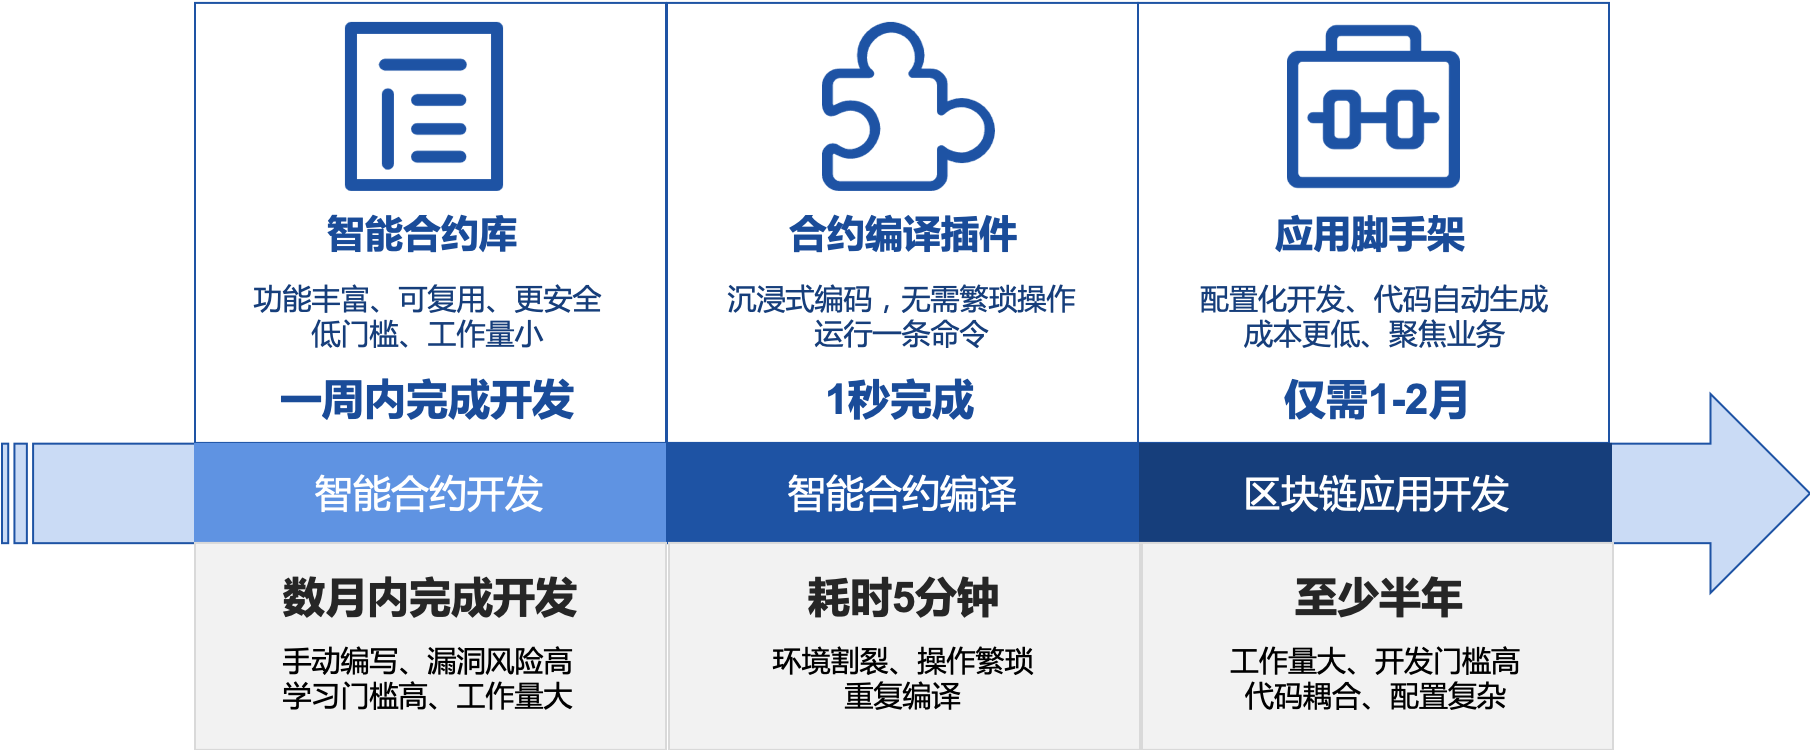 智能合约库
功能丰富、可复用、更安全
低门槛、工作量小
一周内完成开发
合约编译插件
沉浸式编码，无需繁琐操作
运行一条命令
1秒完成
应用脚手架
配置化开发、代码自动生成
成本更低、聚焦业务
仅需1-2月
智能合约开发
智能合约编译
区块链应用开发
数月内完成开发
手动编写、漏洞风险高
学习门槛高、工作量大
耗时5分钟
环境割裂、操作繁琐
重复编译
至少半年
工作量大、开发门槛高
代码耦合、配置复杂